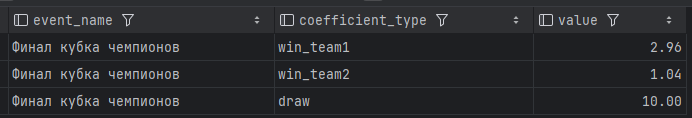 event_name coefficient_type value
Финал кубка чемпионов win_team1 2.96
Финал кубка чемпионов win_team2 1.04
Финал кубка чемпионов draw 10.00